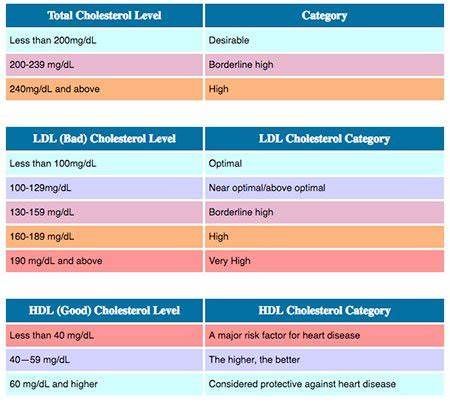 Total Cholesterol Level Category
Less than 200mg/dL Desirable
200-239 mg/dL Borderline high
240mg/dL and above High
LDL (Bad) Cholesterol Level LDL Cholesterol Category
Less than 100mg/dL Optimal
100-129mg/dL Near optimal/above optimal
130-159 mg/dL Borderline high
160-189 mg/dL High
190 mg/dL and above Very High
HDL (Good) Cholesterol Level HDL Cholesterol Category
Less than 40 mg/dL A major risk factor for heart disease
40—59 mg/dL The higher, the better
60 mg/dL and higher Considered protective against heart disease